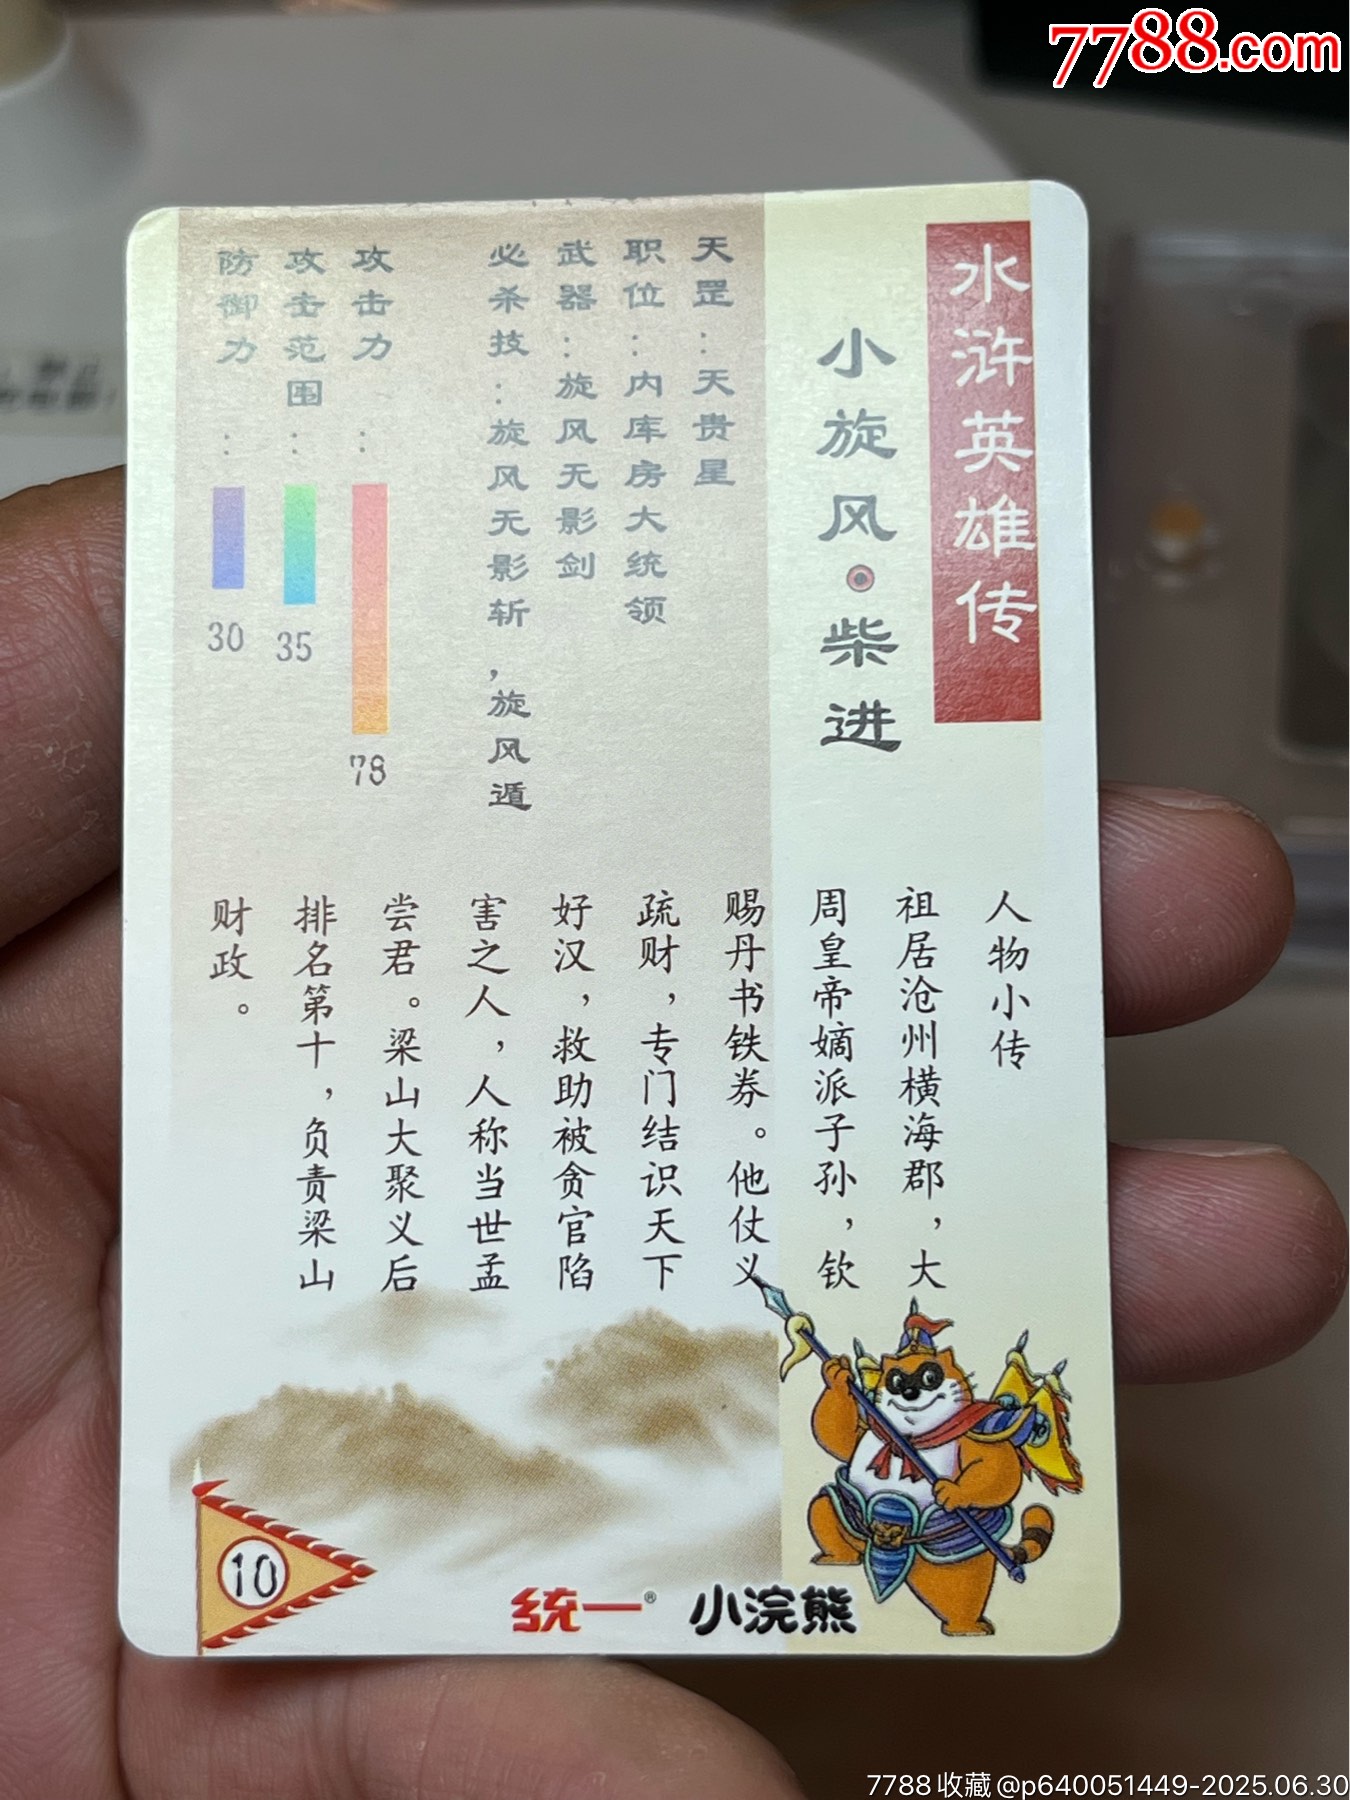 7788.com
水浒英雄传
小旋风·柴进
天罡：天贵星
职位：内库房大统领
武器：旋风无影剑
必杀技：旋风无影斩，旋风遁
攻击力：
78
攻击范围：
35
防御力：
30
人物小传
祖居沧州横海郡，大
周皇帝嫡派子孙，钦
赐丹书铁券。他仗义
疏财，专门结识天下
好汉，救助被贪官陷
害之人，人称当世孟
尝君。梁山大聚义后
排名第十，负责梁山
财政。
10
统一®
小浣熊
7788收藏@p640051449-2025.06.30